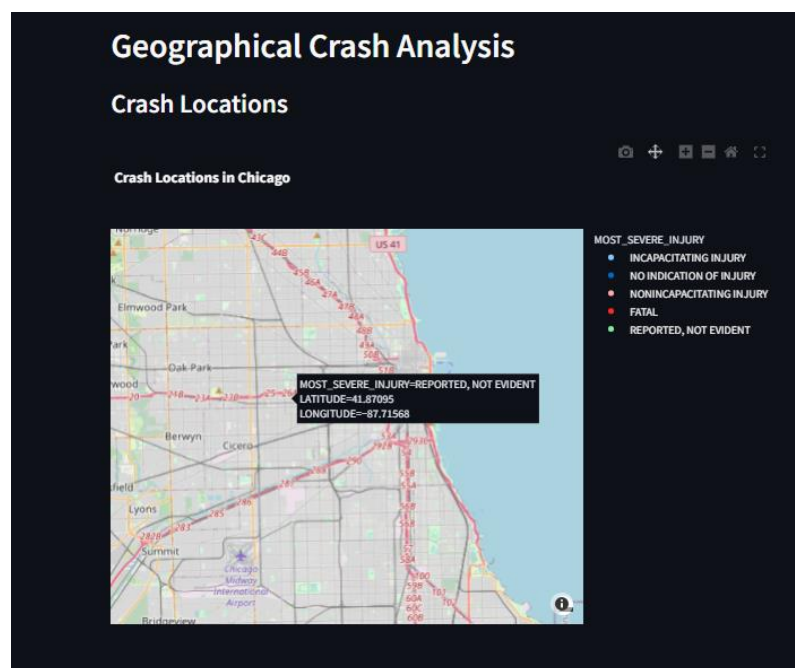 Geographical Crash Analysis
Crash Locations
Crash Locations in Chicago
US 41
Elmwood Park
Oak Park
MOST_SEVERE_INJURY=REPORTED, NOT EVIDENT
LATITUDE=41.87095
LONGITUDE=−87.71568
Berwyn
Cicero
Lyons
Summit
Chicago
Midway
International
Airport
Bridgeview
MOST_SEVERE_INJURY
INCAPACITATING INJURY
NO INDICATION OF INJURY
NONINCAPACITATING INJURY
FATAL
REPORTED, NOT EVIDENT